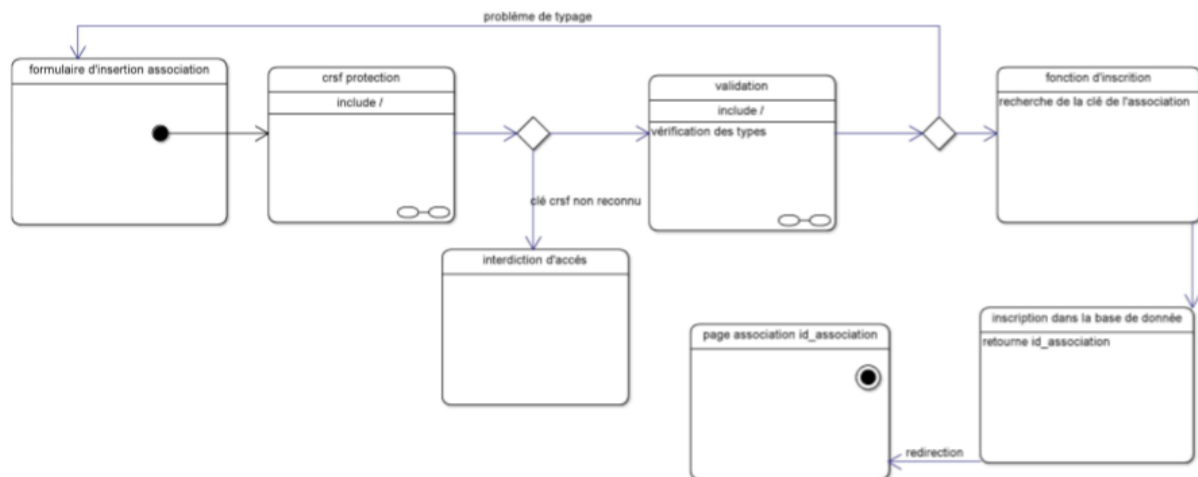 problème de typage
formulaire d'insertion association
crsf protection
include /
validation
include /
vérification des types
fonction d'inscrition
recherche de la clé de l'association
clé crsf non reconnu
interdiction d'accés
page association id_association
inscription dans la base de donnée
retourne id_association
redirection